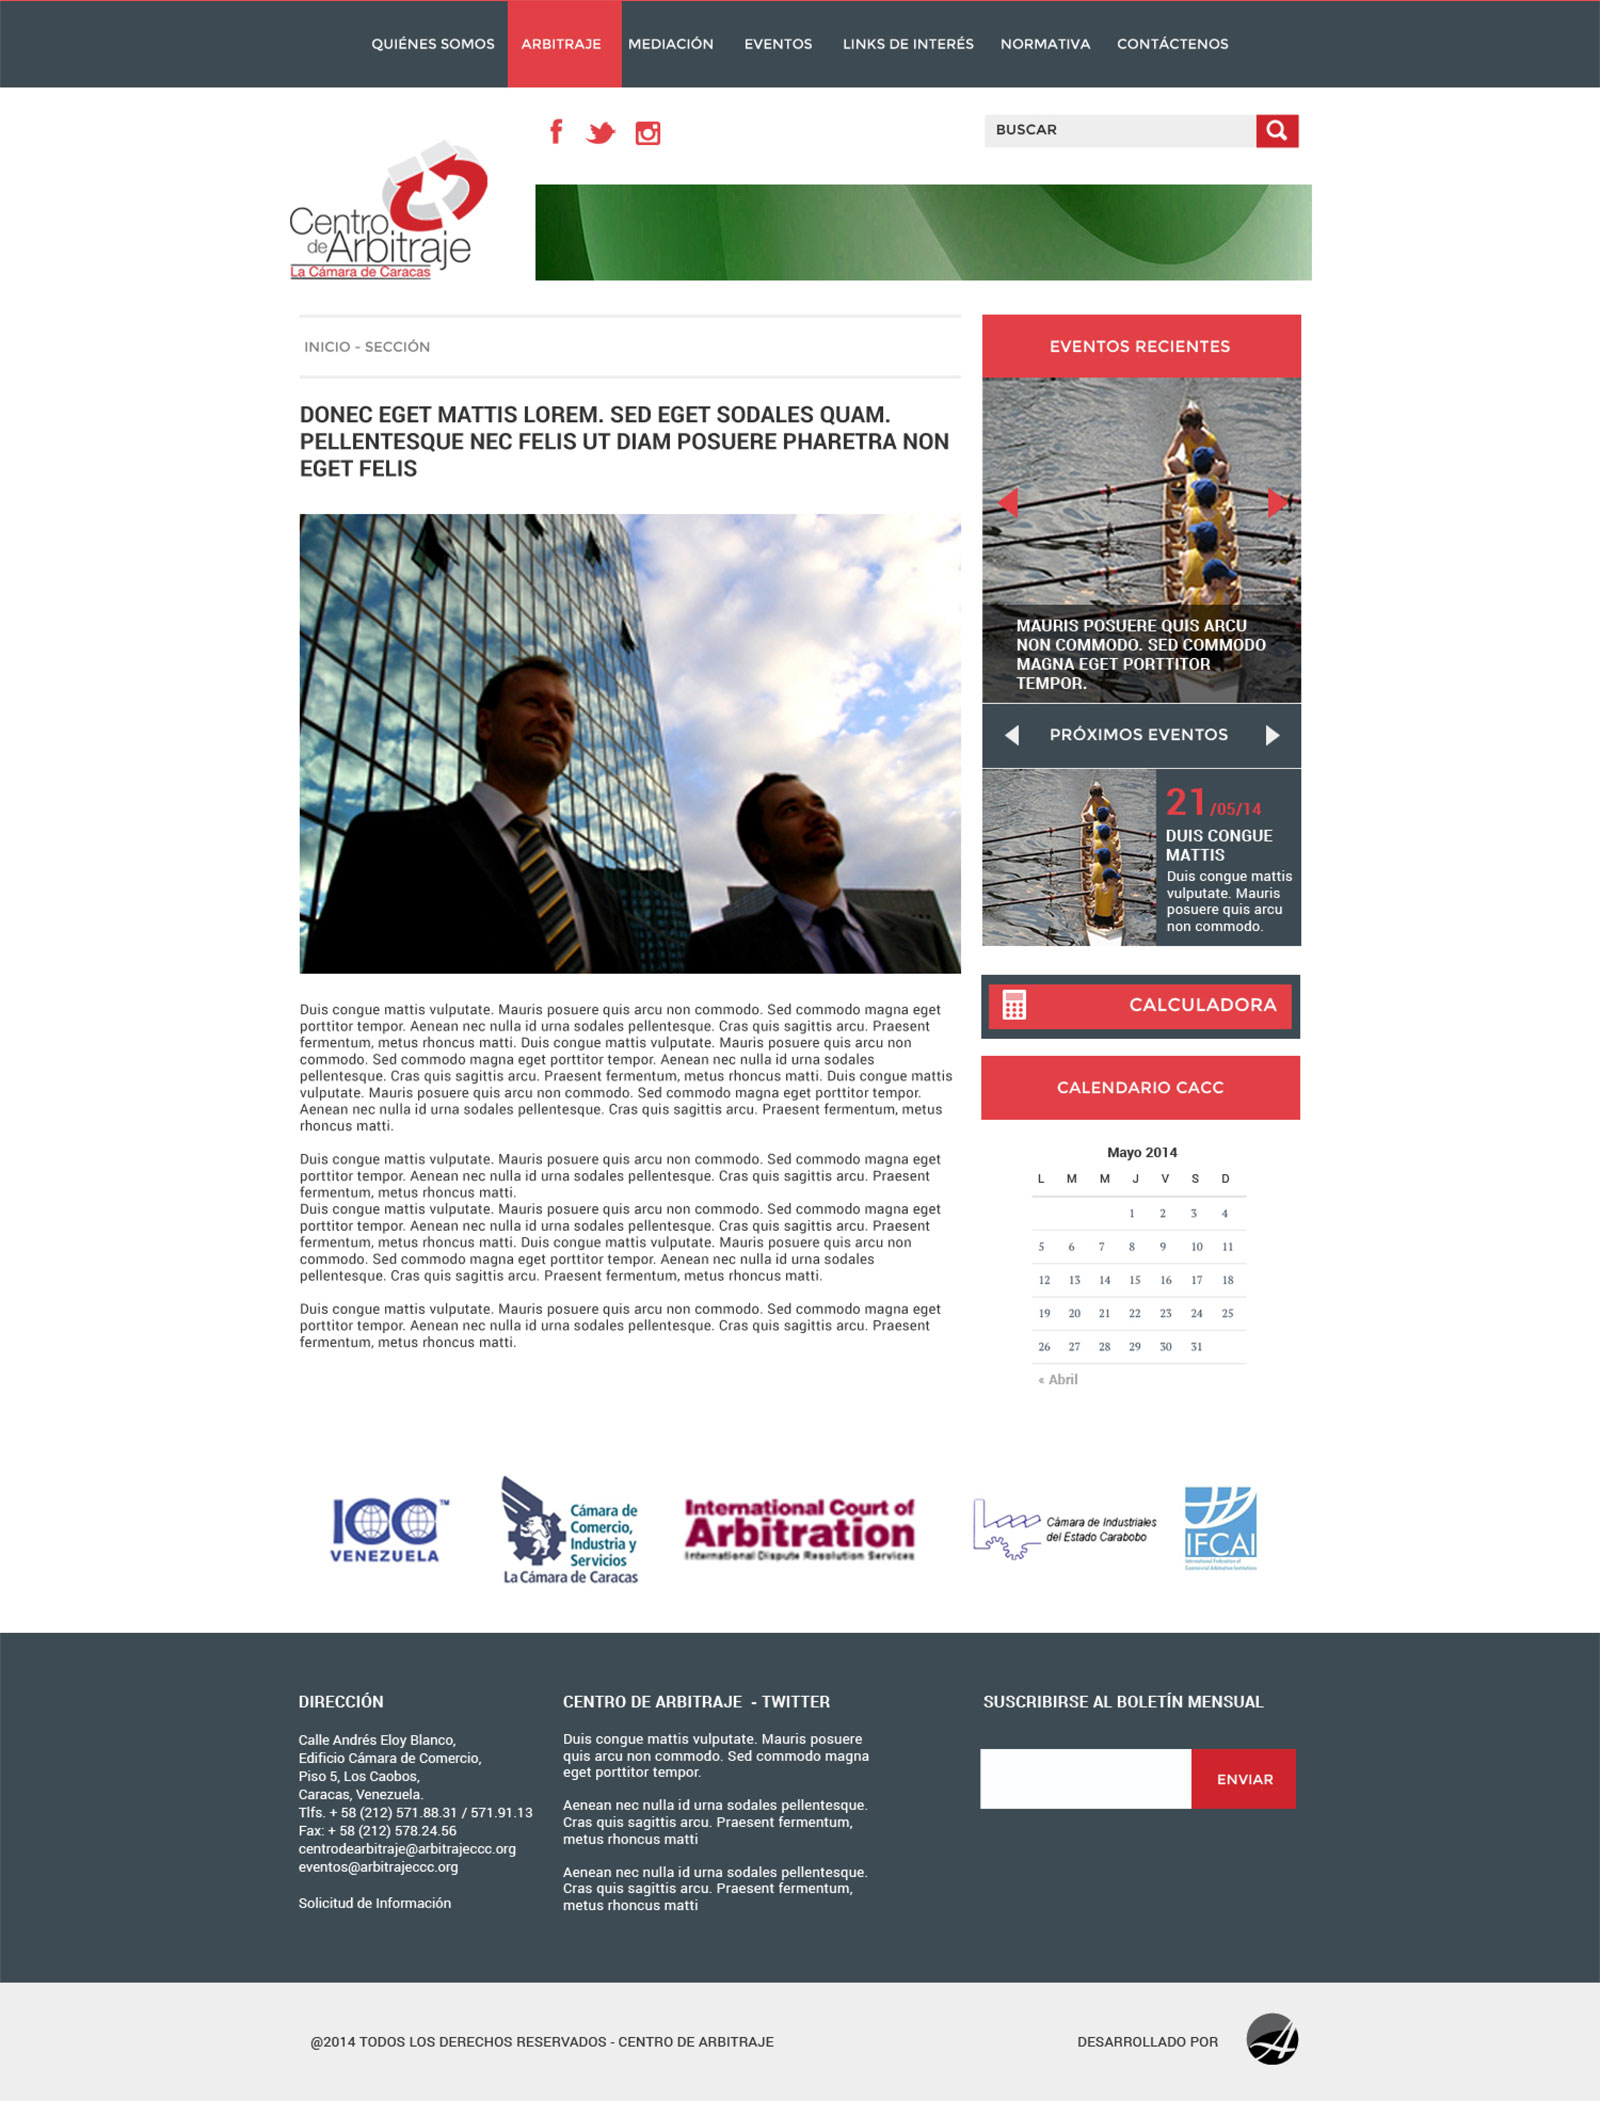 QUIÉNES SOMOS ARBITRAJE MEDIACIÓN EVENTOS LINKS DE INTERÉS NORMATIVA CONTÁCTENOS
BUSCAR
Centro
de Arbitraje
La Cámara de Caracas
INICIO - SECCIÓN
DONEC EGET MATTIS LOREM. SED EGET SODALES QUAM.
PELLENTESQUE NEC FELIS UT DIAM POSUERE PHARETRA NON
EGET FELIS
Duis congue mattis vulputate. Mauris posuere quis arcu non commodo. Sed commodo magna eget
porttitor tempor. Aenean nec nulla id urna sodales pellentesque. Cras quis sagittis arcu. Praesent
fermentum, metus rhoncus matti. Duis congue mattis vulputate. Mauris posuere quis arcu non
commodo. Sed commodo magna eget porttitor tempor. Aenean nec nulla id urna sodales
pellentesque. Cras quis sagittis arcu. Praesent fermentum, metus rhoncus matti. Duis congue mattis
vulputate. Mauris posuere quis arcu non commodo. Sed commodo magna eget porttitor tempor.
Aenean nec nulla id urna sodales pellentesque. Cras quis sagittis arcu. Praesent fermentum, metus
rhoncus matti.
Duis congue mattis vulputate. Mauris posuere quis arcu non commodo. Sed commodo magna eget
porttitor tempor. Aenean nec nulla id urna sodales pellentesque. Cras quis sagittis arcu. Praesent
fermentum, metus rhoncus matti.
Duis congue mattis vulputate. Mauris posuere quis arcu non commodo. Sed commodo magna eget
porttitor tempor. Aenean nec nulla id urna sodales pellentesque. Cras quis sagittis arcu. Praesent
fermentum, metus rhoncus matti. Duis congue mattis vulputate. Mauris posuere quis arcu non
commodo. Sed commodo magna eget porttitor tempor. Aenean nec nulla id urna sodales
pellentesque. Cras quis sagittis arcu. Praesent fermentum, metus rhoncus matti.
Duis congue mattis vulputate. Mauris posuere quis arcu non commodo. Sed commodo magna eget
porttitor tempor. Aenean nec nulla id urna sodales pellentesque. Cras quis sagittis arcu. Praesent
fermentum, metus rhoncus matti.
EVENTOS RECIENTES
MAURIS POSUERE QUIS ARCU
NON COMMODO. SED COMMODO
MAGNA EGET PORTTITOR
TEMPOR.
PRÓXIMOS EVENTOS
21/05/14
DUIS CONGUE
MATTIS
Duis congue mattis
vulputate. Mauris
posuere quis arcu
non commodo.
CALCULADORA
CALENDARIO CACC
Mayo 2014
L M M J V S D
1 2 3 4
5 6 7 8 9 10 11
12 13 14 15 16 17 18
19 20 21 22 23 24 25
26 27 28 29 30 31
« Abril
ICC™
VENEZUELA
Cámara de
Comercio,
Industria y
Servicios
La Cámara de Caracas
International Court of
Arbitration
International Dispute Resolution Services
Cámara de Industriales
del Estado Carabobo
IFCAI
International Federation of
Commercial Arbitration Institutions
DIRECCIÓN
Calle Andrés Eloy Blanco,
Edificio Cámara de Comercio,
Piso 5, Los Caobos,
Caracas, Venezuela.
Tlfs. + 58 (212) 571.88.31 / 571.91.13
Fax: + 58 (212) 578.24.56
centrodearbitraje@arbitrajeccc.org
eventos@arbitrajeccc.org
Solicitud de Información
CENTRO DE ARBITRAJE - TWITTER
Duis congue mattis vulputate. Mauris posuere
quis arcu non commodo. Sed commodo magna
eget porttitor tempor.
Aenean nec nulla id urna sodales pellentesque.
Cras quis sagittis arcu. Praesent fermentum,
metus rhoncus matti
Aenean nec nulla id urna sodales pellentesque.
Cras quis sagittis arcu. Praesent fermentum,
metus rhoncus matti
SUSCRIBIRSE AL BOLETÍN MENSUAL
ENVIAR
@2014 TODOS LOS DERECHOS RESERVADOS - CENTRO DE ARBITRAJE
DESARROLLADO POR